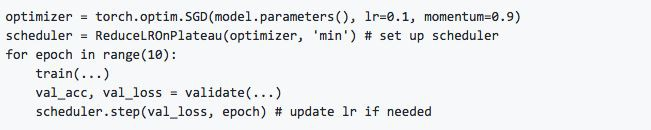 optimizer = torch.optim.SGD(model.parameters(), lr=0.1, momentum=0.9)
scheduler = ReduceLROnPlateau(optimizer, 'min') # set up scheduler
for epoch in range(10):
    train(...)
    val_acc, val_loss = validate(...)
    scheduler.step(val_loss, epoch) # update lr if needed